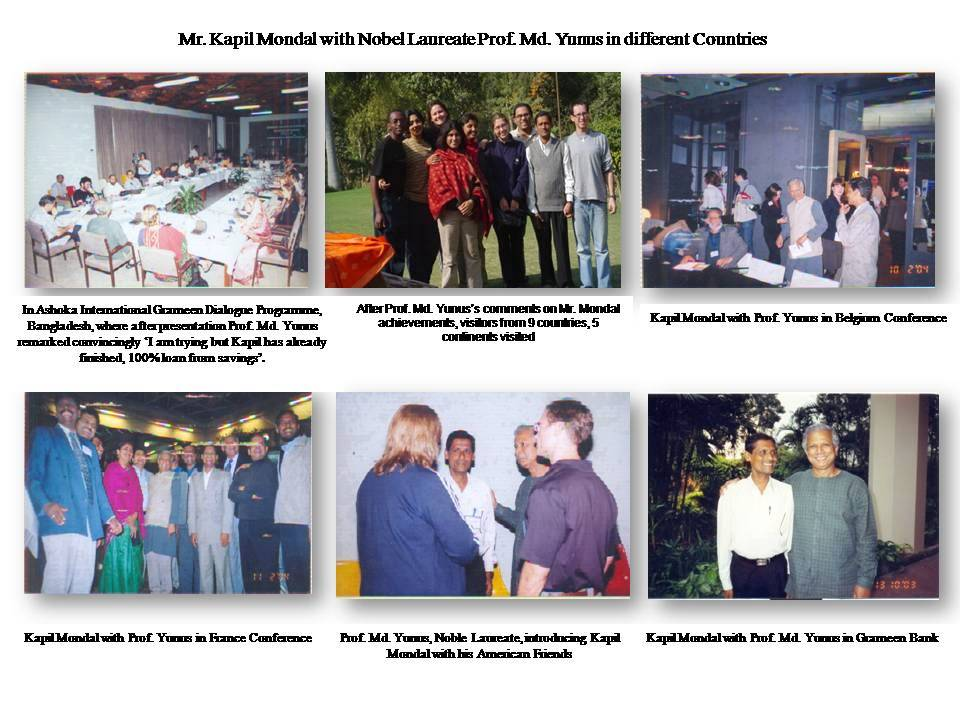 Mr. Kapil Mondal with Nobel Laureate Prof. Md. Yunus in different Countries
In Ashoka International Grameen Dialogue Programme,
Bangladesh, where after presentation Prof. Md. Yunus
remarked convincingly ‘I am trying but Kapil has already
finished, 100% loan from savings’.
After Prof. Md. Yunus’s comments on Mr. Mondal
achievements, visitors from 9 countries, 5
continents visited
10 2 '04
Kapil Mondal with Prof. Yunus in Belgium Conference
11 2 '04
Kapil Mondal with Prof. Yunus in France Conference
Prof. Md. Yunus, Noble Laureate, introducing Kapil
Mondal with his American Friends
13 10 '03
Kapil Mondal with Prof. Md. Yunus in Grameen Bank